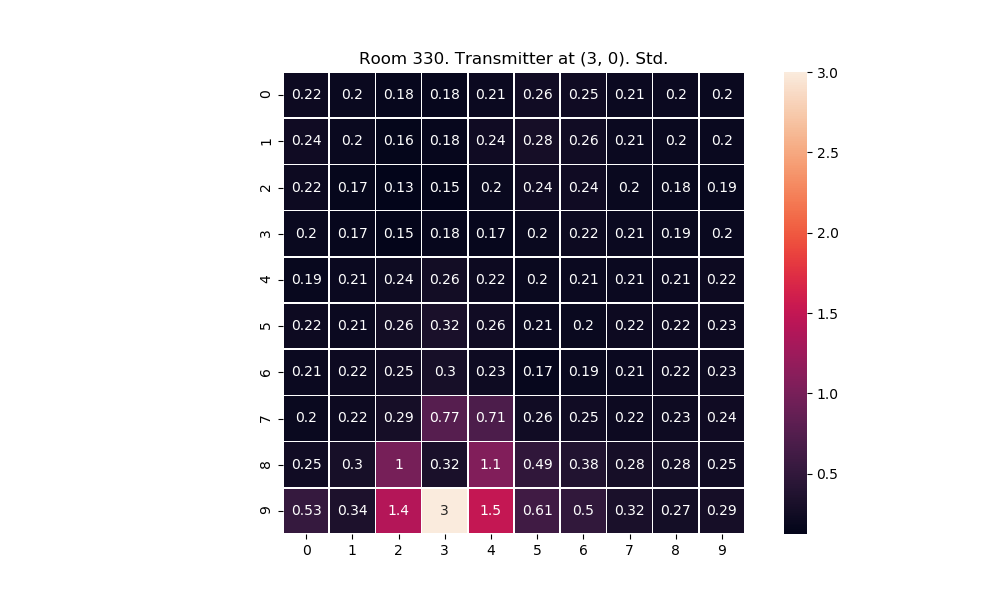 Room 330. Transmitter at (3, 0). Std.
0 0.22 0.2 0.18 0.18 0.21 0.26 0.25 0.21 0.2 0.2
1 0.24 0.2 0.16 0.18 0.24 0.28 0.26 0.21 0.2 0.2
2 0.22 0.17 0.13 0.15 0.2 0.24 0.24 0.2 0.18 0.19
3 0.2 0.17 0.15 0.18 0.17 0.2 0.22 0.21 0.19 0.2
4 0.19 0.21 0.24 0.26 0.22 0.2 0.21 0.21 0.21 0.22
5 0.22 0.21 0.26 0.32 0.26 0.21 0.2 0.22 0.22 0.23
6 0.21 0.22 0.25 0.3 0.23 0.17 0.19 0.21 0.22 0.23
7 0.2 0.22 0.29 0.77 0.71 0.26 0.25 0.22 0.23 0.24
8 0.25 0.3 1 0.32 1.1 0.49 0.38 0.28 0.28 0.25
9 0.53 0.34 1.4 3 1.5 0.61 0.5 0.32 0.27 0.29
0 1 2 3 4 5 6 7 8 9
3.0
2.5
2.0
1.5
1.0
0.5